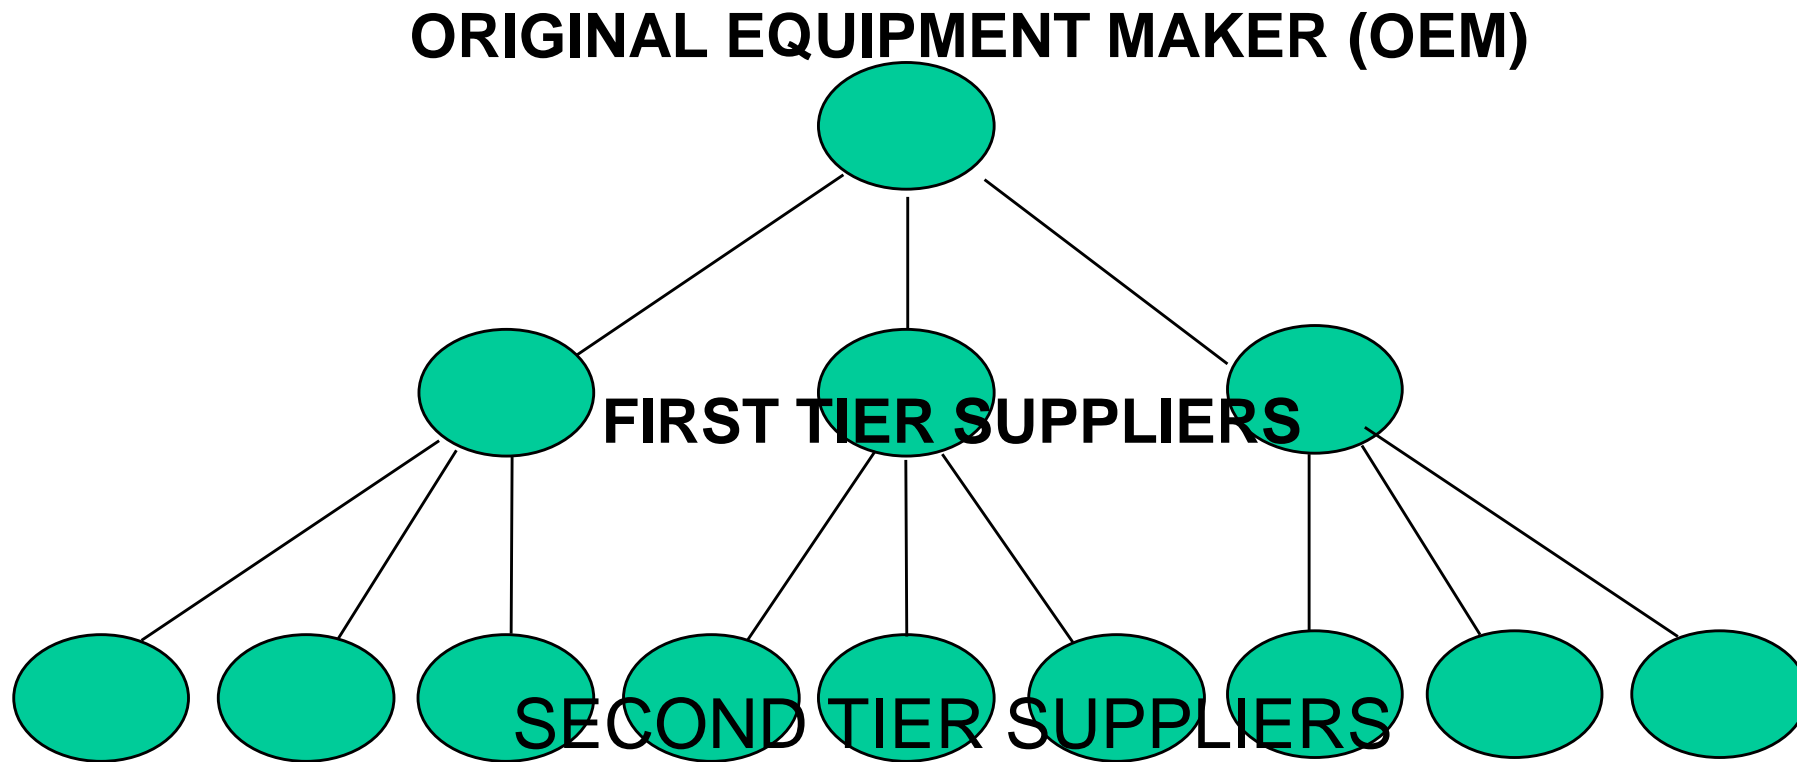 ORIGINAL EQUIPMENT MAKER (OEM)
FIRST TIER SUPPLIERS
SECOND TIER SUPPLIERS